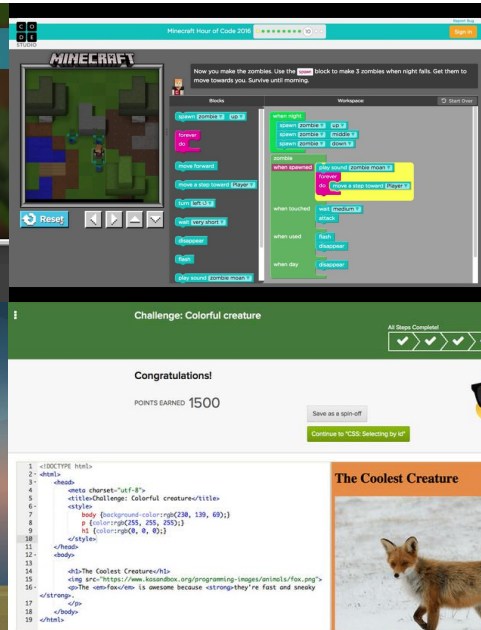 Report Bug
C O
D E
STUDIO
Minecraft Hour of Code 2016
10
Sign in
MINECRAFT
Now you make the zombies. Use the spawn block to make 3 zombies when night falls. Get them to
move towards you. Survive until morning.
Blocks
Workspace
Start Over
spawn zombie up
forever
do
move forward
move a step toward Player
turn left
wait very short
disappear
flash
play sound zombie moan
when night
spawn zombie up
spawn zombie middle
spawn zombie down
zombie
when spawned play sound zombie moan
forever
do move a step toward Player
when touched wait medium
attack
when used flash
disappear
when day disappear
Reset
Challenge: Colorful creature
All Steps Complete!
Congratulations!
POINTS EARNED 1500
Save as a spin-off
Continue to "CSS: Selecting by id"
1 <!DOCTYPE html>
2 <html>
3 <head>
4 <meta charset="utf-8">
5 <title>Challenge: Colorful creature</title>
6 <style>
7 body {background-color:rgb(230, 139, 69);}
8 p {color:rgb(255, 255, 255);}
9 h1 {color:rgb(0, 0, 0);}
10 </style>
11 </head>
12 <body>
13
14 <h1>The Coolest Creature</h1>
15 <img src="https://www.kasandbox.org/programming-images/animals/fox.png">
16 <p>The <em>fox</em> is awesome because <strong>they're fast and sneaky
</strong>.
17 </p>
18 </body>
19 </html>
The Coolest Creature